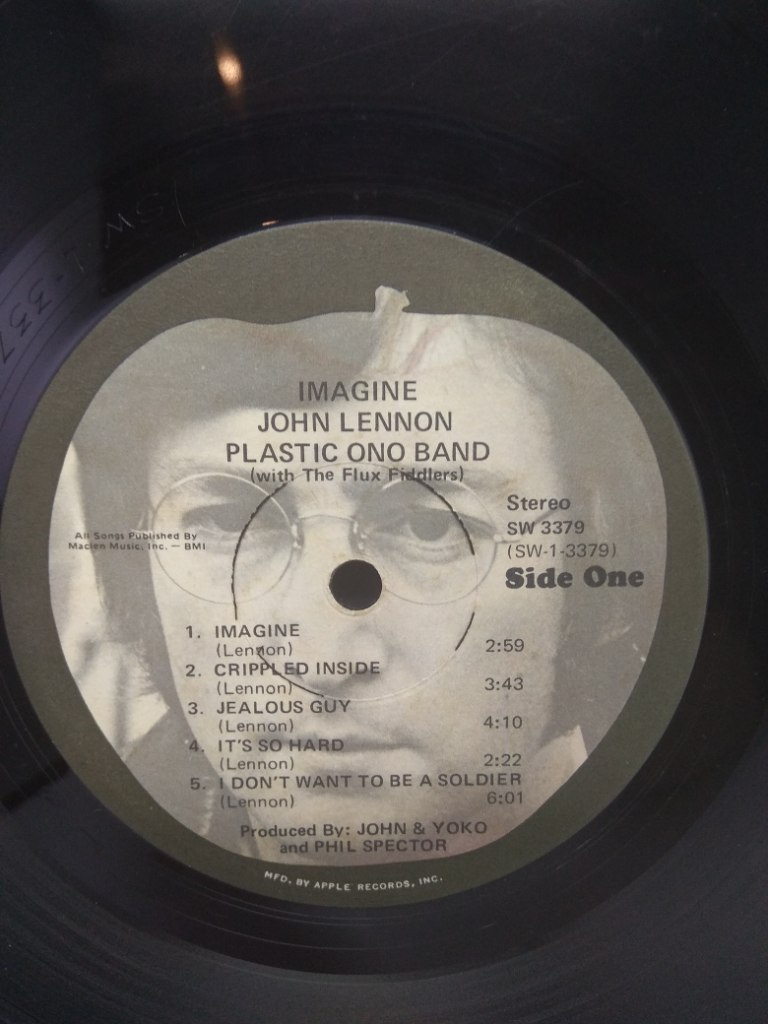 IMAGINE
JOHN LENNON
PLASTIC ONO BAND
(with The Flux Fiddlers)
Stereo
SW 3379
(SW-1-3379)
Side One
All Songs Published By
Maclen Music, Inc. — BMI
1. IMAGINE
(Lennon) 2:59
2. CRIPPLED INSIDE
(Lennon) 3:43
3. JEALOUS GUY
(Lennon) 4:10
4. IT'S SO HARD
(Lennon) 2:22
5. I DON'T WANT TO BE A SOLDIER
(Lennon) 6:01
Produced By: JOHN & YOKO
and PHIL SPECTOR
MFD. BY APPLE RECORDS, INC.